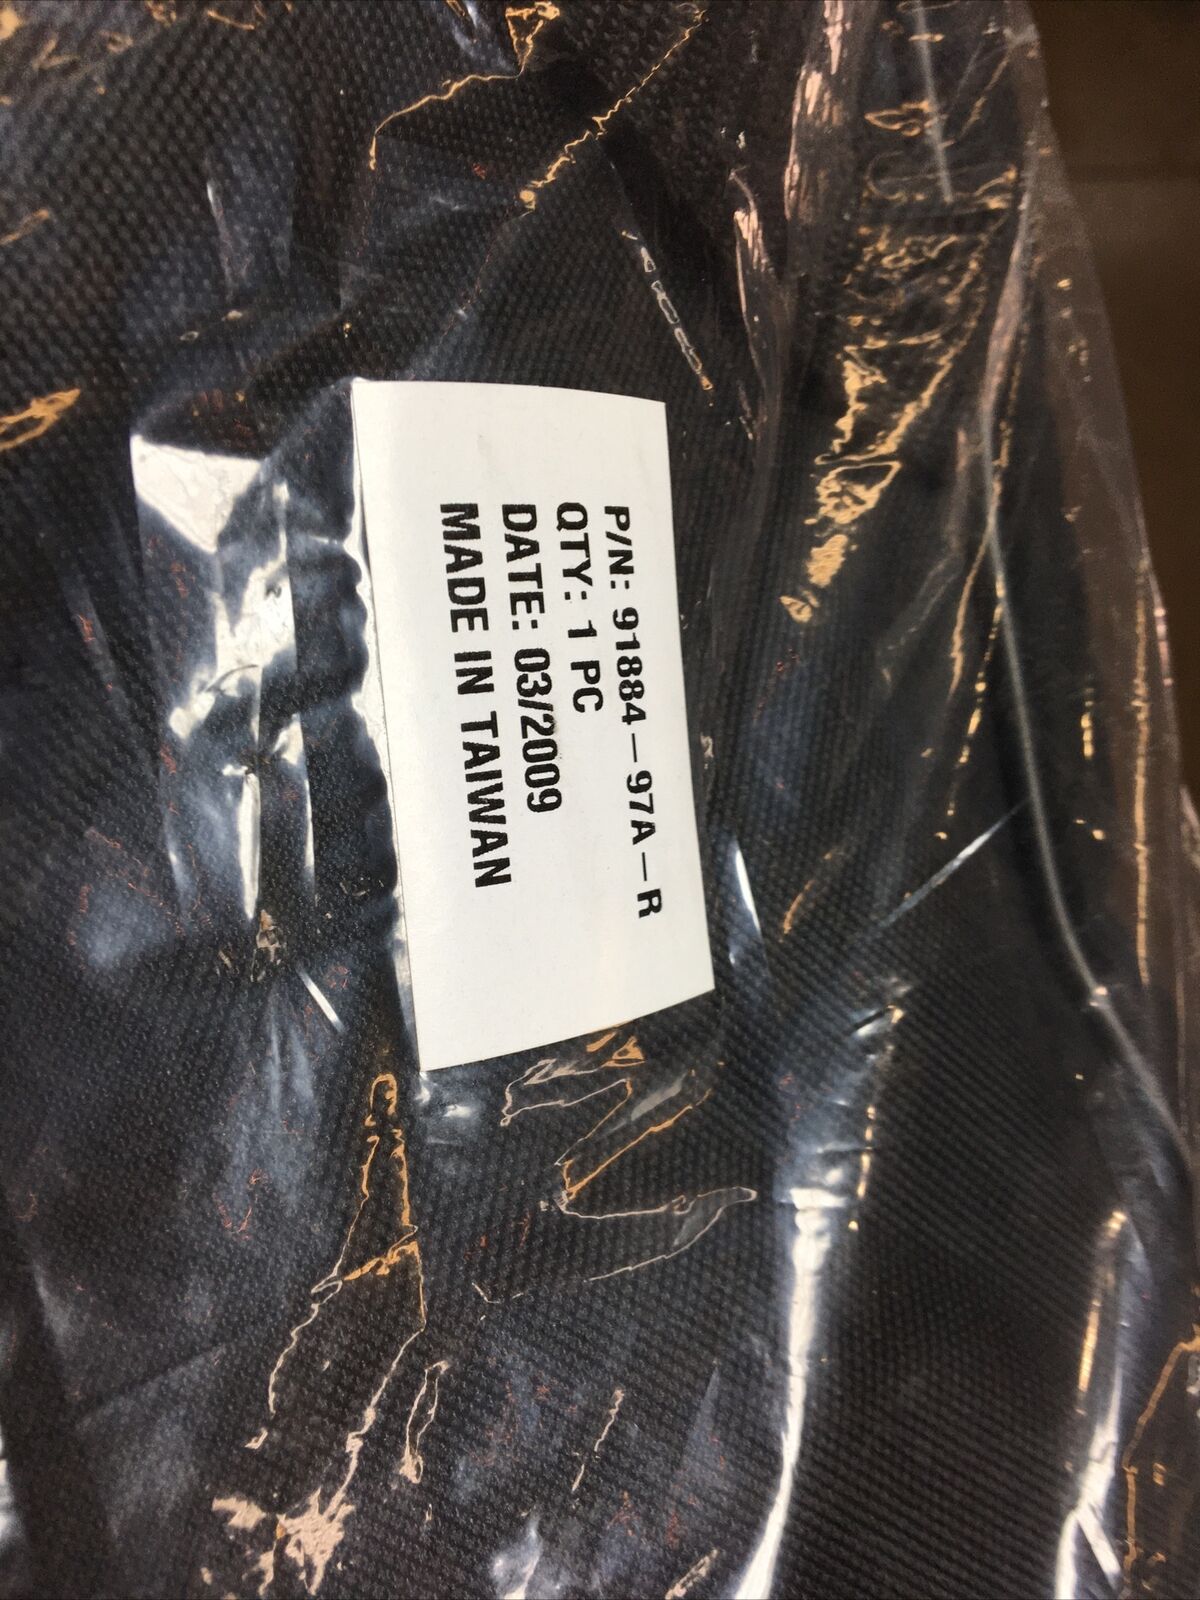 P/N: 91884-97A-R
QTY: 1 PC
DATE: 03/2009
MADE IN TAIWAN